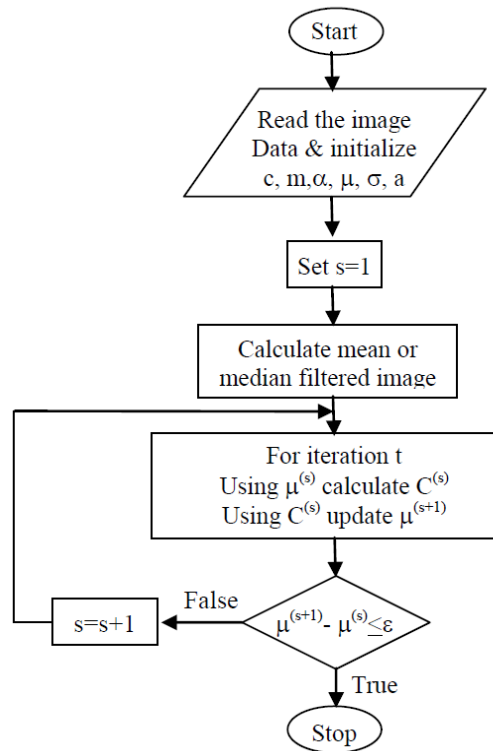 Start
Read the image
Data & initialize
c, m,α, μ, σ, a
Set s=1
Calculate mean or
median filtered image
For iteration t
Using μ⁽ˢ⁾ calculate C⁽ˢ⁾
Using C⁽ˢ⁾ update μ⁽ˢ⁺¹⁾
False
s=s+1
μ⁽ˢ⁺¹⁾- μ⁽ˢ⁾≤ε
True
Stop